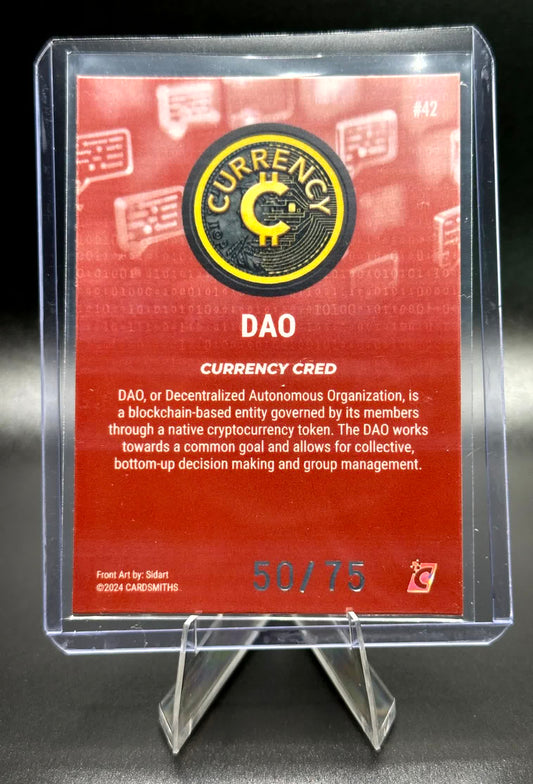 #42
CURRENCY
DAO
CURRENCY CRED
DAO, or Decentralized Autonomous Organization, is
a blockchain-based entity governed by its members
through a native cryptocurrency token. The DAO works
towards a common goal and allows for collective,
bottom-up decision making and group management.
Front Art by: Sidart
©2024 CARDSMITHS
50/75